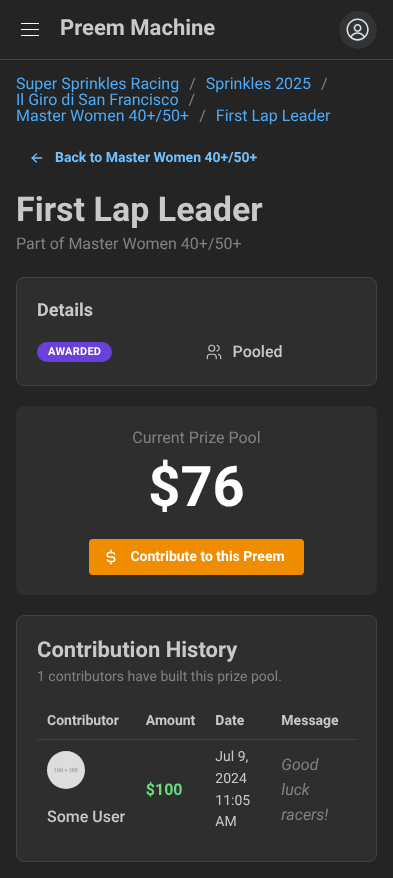 Preem Machine
Super Sprinkles Racing / Sprinkles 2025 /
Il Giro di San Francisco /
Master Women 40+/50+ / First Lap Leader
← Back to Master Women 40+/50+
First Lap Leader
Part of Master Women 40+/50+
Details
AWARDED Pooled
Current Prize Pool
$76
$ Contribute to this Preem
Contribution History
1 contributors have built this prize pool.
Contributor Amount Date Message
100 × 100
Some User
$100
Jul 9,
2024
11:05
AM
Good
luck
racers!